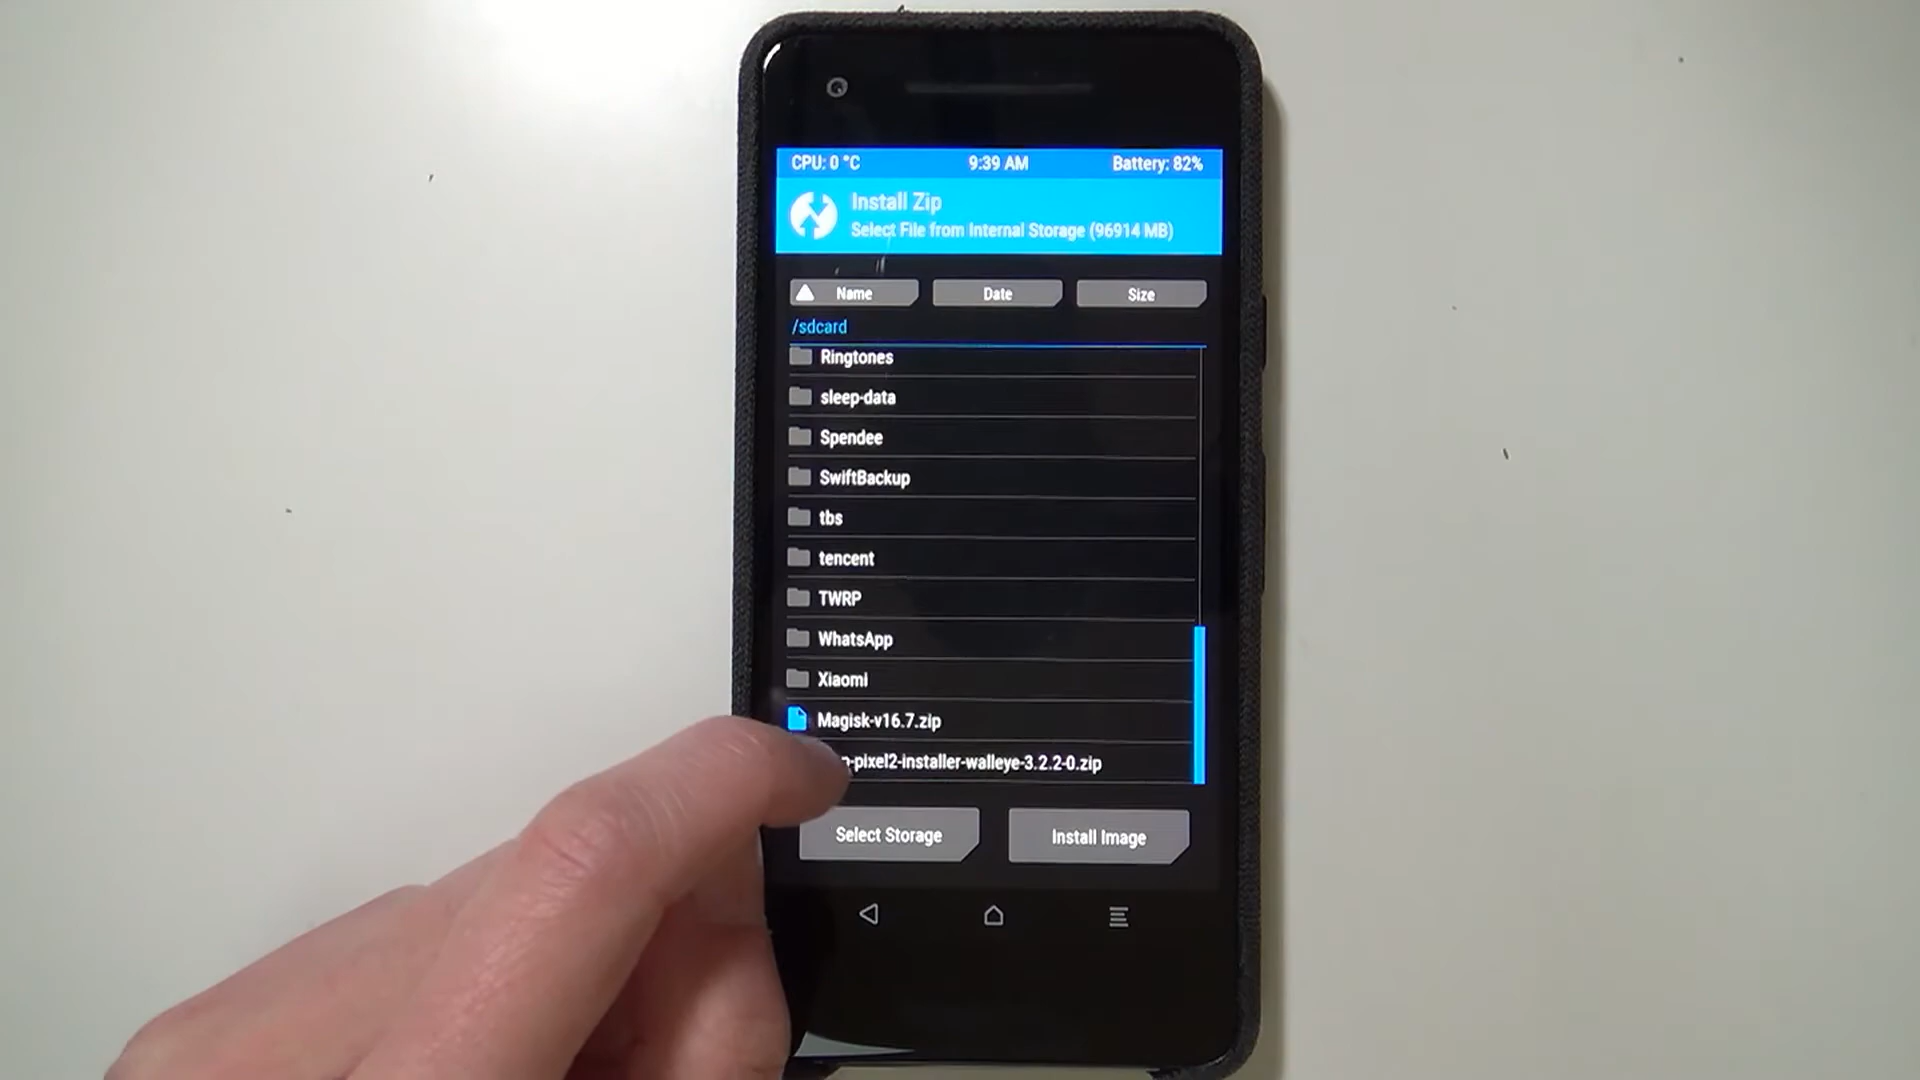 CPU: 0 °C 9:39 AM Battery: 82%
Install Zip
Select File from Internal Storage (96914 MB)
Name Date Size
/sdcard
Ringtones
sleep-data
Spendee
SwiftBackup
tbs
tencent
TWRP
WhatsApp
Xiaomi
Magisk-v16.7.zip
-pixel2-installer-walleye-3.2.2-0.zip
Select Storage Install Image